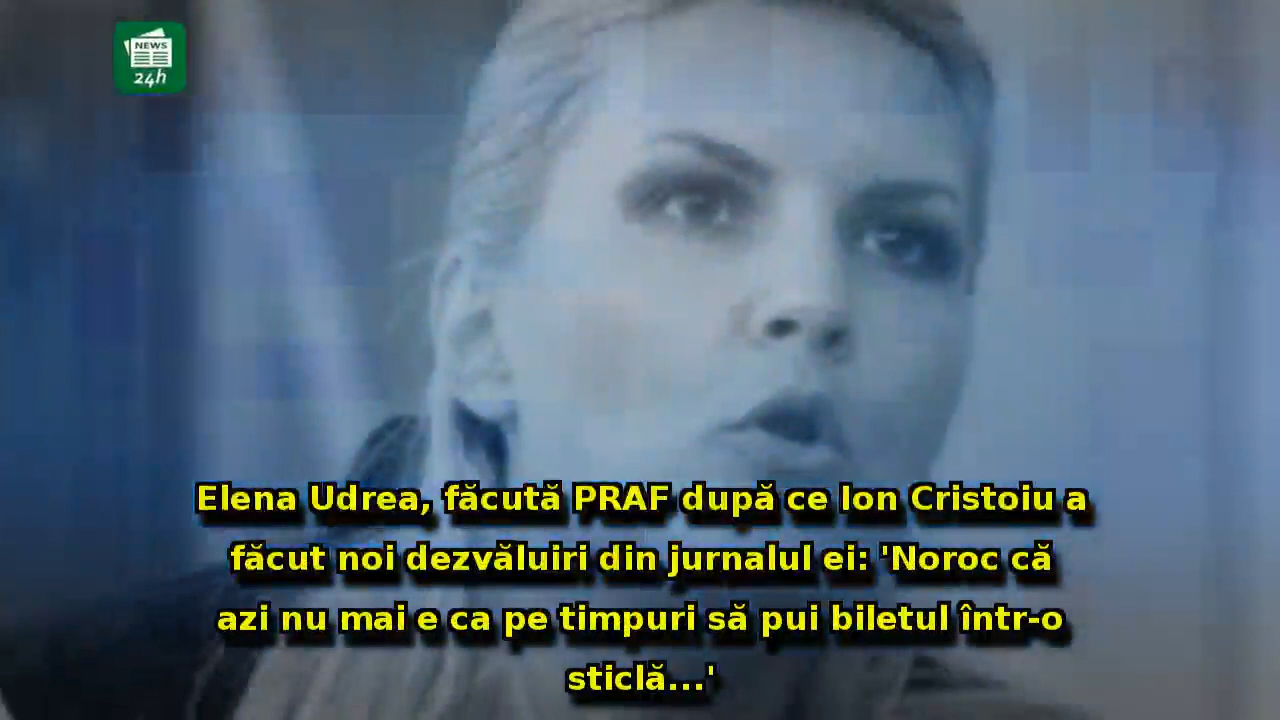 NEWS
24h
Elena Udrea, făcută PRAF după ce Ion Cristoiu a
făcut noi dezvăluiri din jurnalul ei: 'Noroc că
azi nu mai e ca pe timpuri să pui biletul într-o
sticlă...'